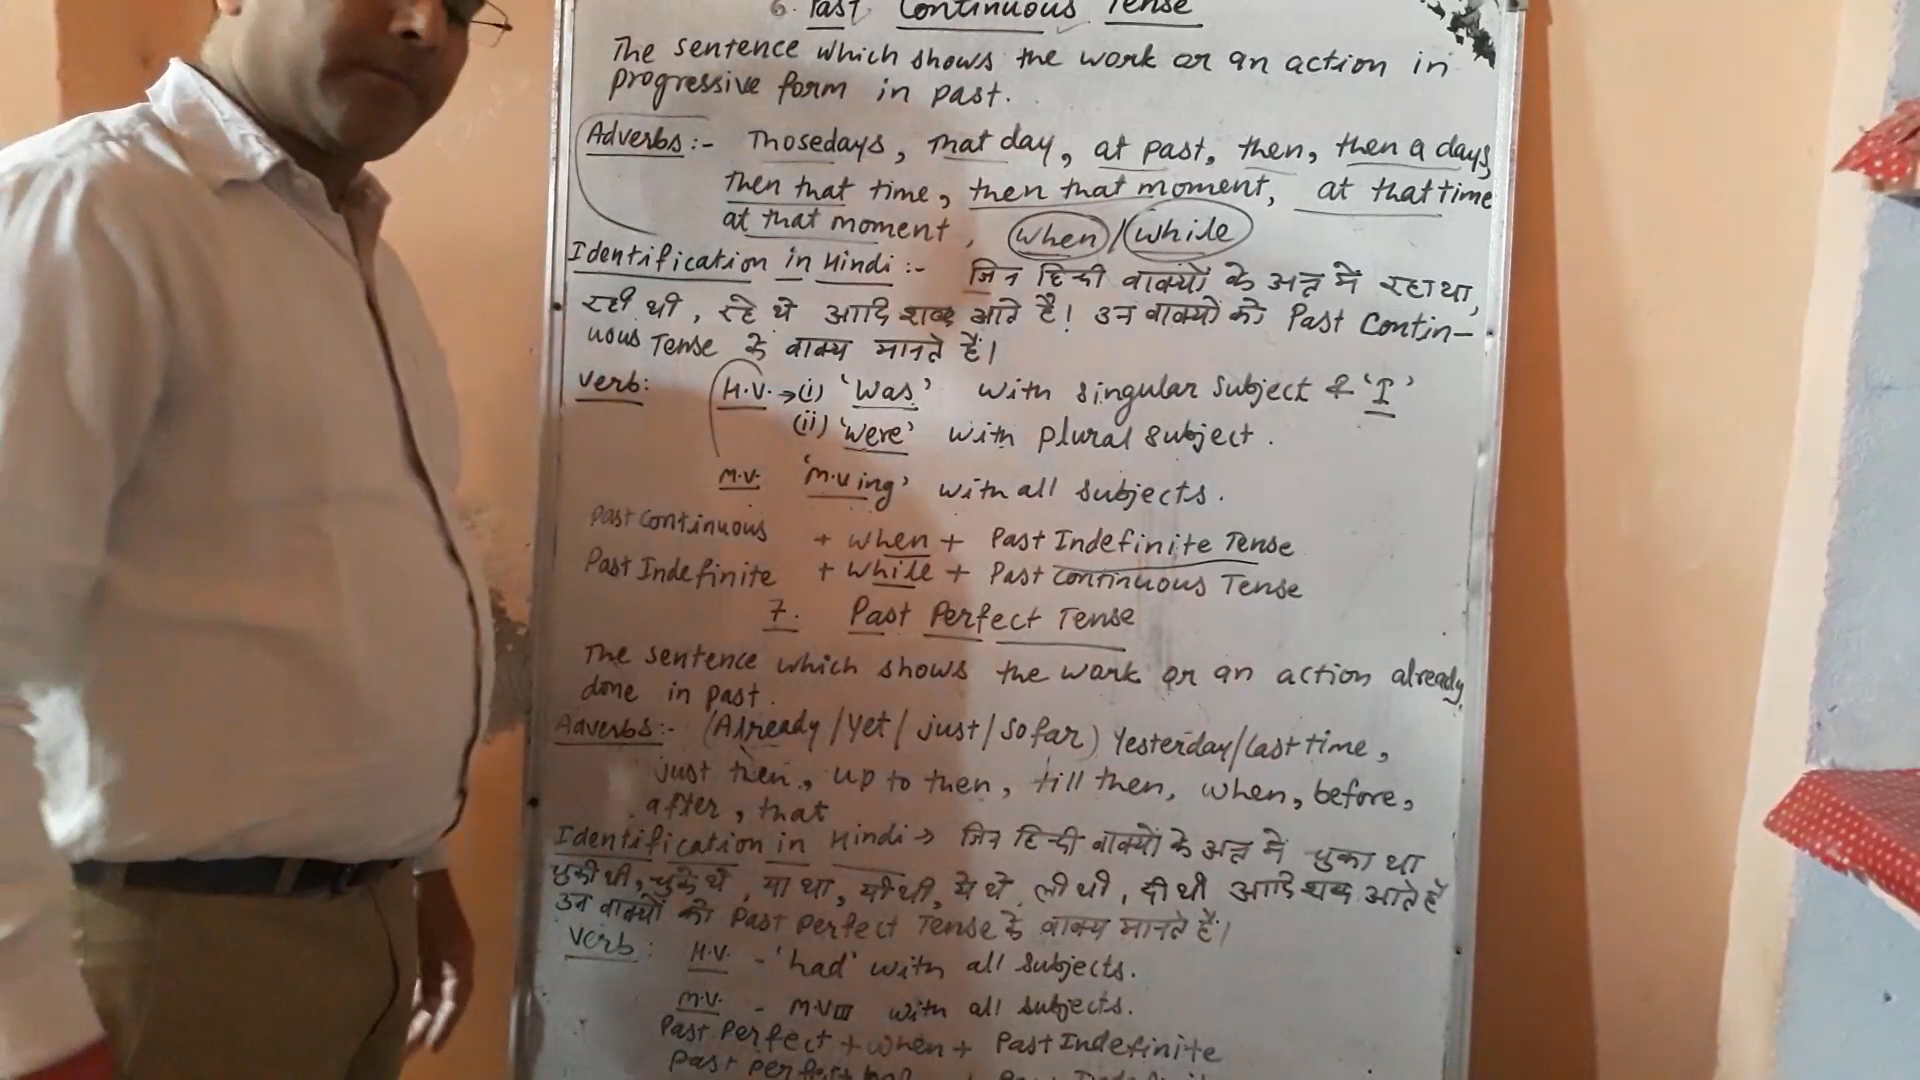 6. Past Continuous Tense
The sentence which shows the work or an action in
progressive form in past.
Adverbs:- Thosedays, That day, at past, then, then a days,
then that time, then that moment, at that time
at that moment, when / while
Identification in Hindi :- जिन हिन्दी वाक्यों के अन्त में रहा था,
रही थी, रहे थे आदि शब्द आते है। उन वाक्यों को Past Contin-
uous Tense के वाक्य मानते हैं।
Verb: H.V. → (i) 'Was' with singular subject & 'I'
(ii) 'Were' with plural subject.
M.V. 'M.V ing' with all subjects.
Past Continuous + when + Past Indefinite Tense
Past Indefinite + while + Past Continuous Tense
7. Past Perfect Tense
The sentence which shows the work or an action already
done in past.
Adverbs:- (Already / Yet / just / so far) Yesterday/last time,
just then, up to then, till then, when, before,
after, that
Identification in Hindi → जिन हिन्दी वाक्यों के अन्त में चुका था
चुकी थी, चुके थे, या था, यी थी, ये थे, ली थी, दी थी आदि शब्द आते हैं
उन वाक्यों को Past Perfect Tense के वाक्य मानते हैं।
Verb: H.V. - 'had' with all subjects.
M.V. - M.V III with all subjects.
Past Perfect + when + Past Indefinite
Past Perfect